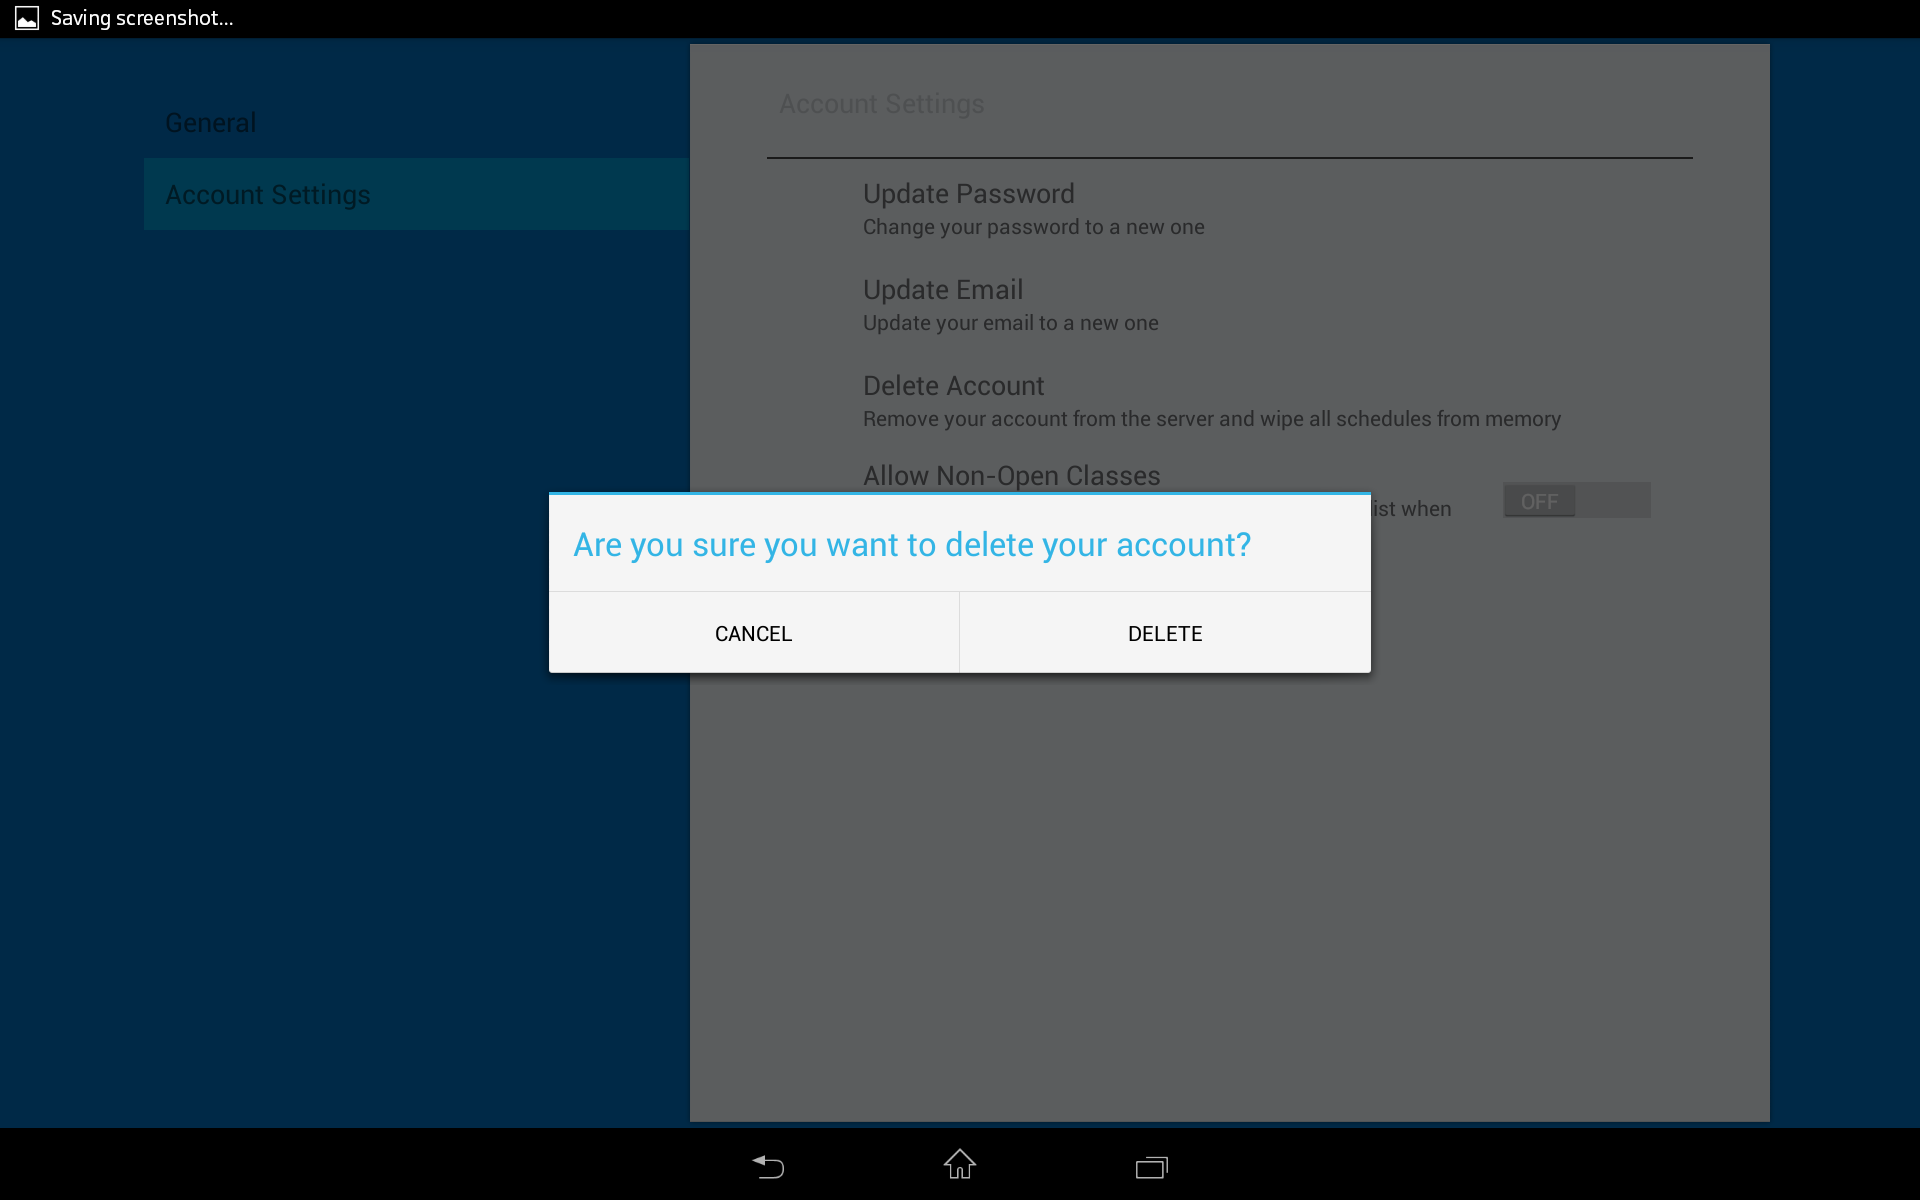 Saving screenshot...
General
Account Settings
Account Settings
Update Password
Change your password to a new one
Update Email
Update your email to a new one
Delete Account
Remove your account from the server and wipe all schedules from memory
Allow Non-Open Classes
when
OFF
Are you sure you want to delete your account?
CANCEL
DELETE